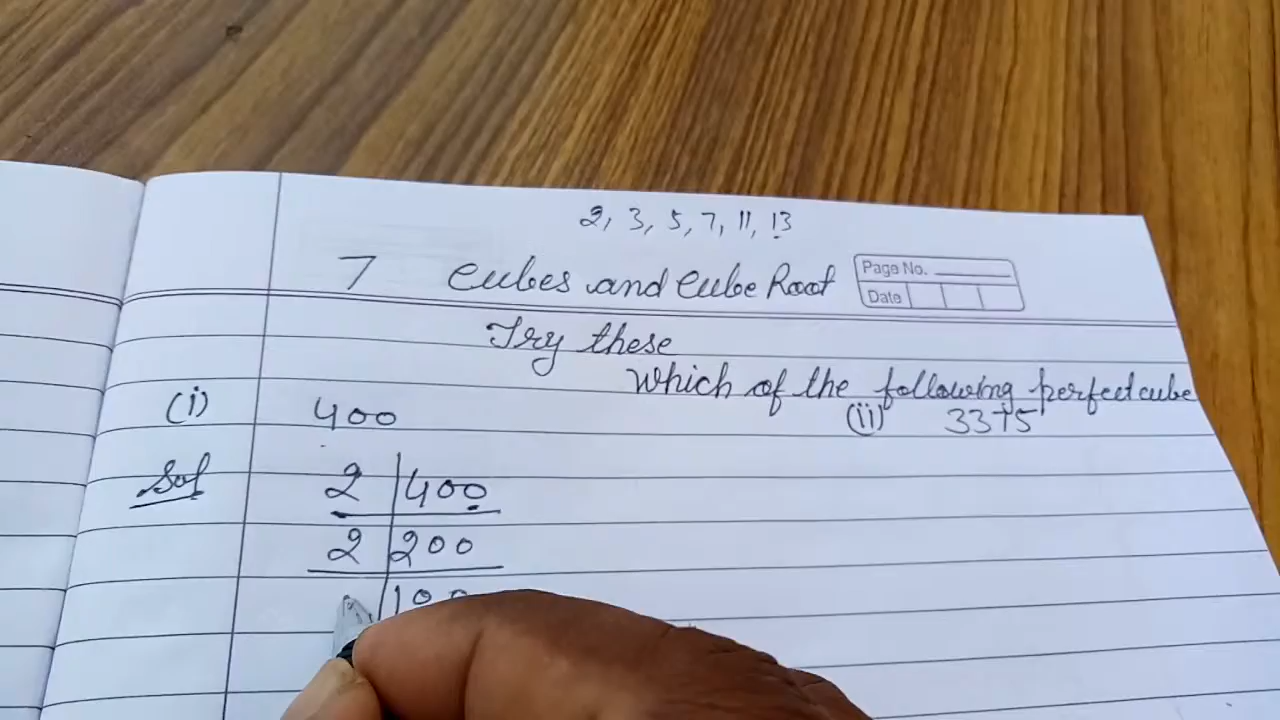 2, 3, 5, 7, 11, 13
7 Cubes and Cube Root
Page No.
Date
Try these
Which of the following perfect cube
(i) 400 (ii) 3375
Sol 2 | 400
2 | 200
100